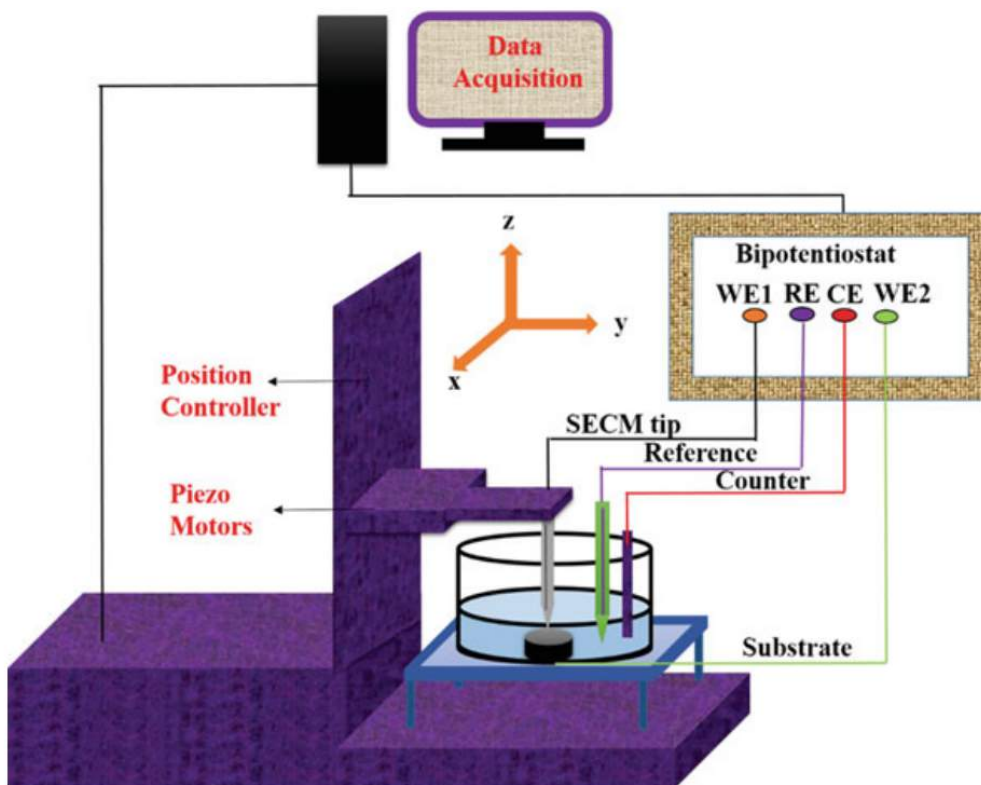 Data
Acquisition
z
y
x
Bipotentiostat
WE1 RE CE WE2
Position
Controller
SECM tip
Reference
Counter
Piezo
Motors
Substrate